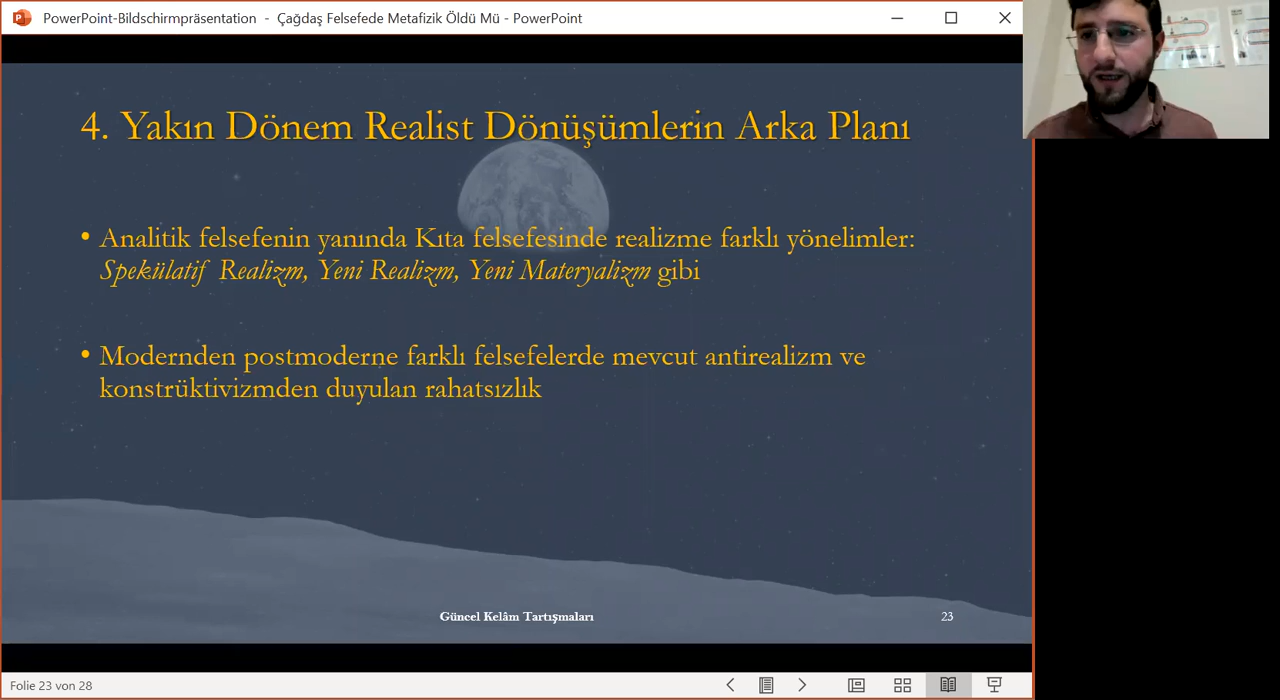 PowerPoint-Bildschirmpräsentation - Çağdaş Felsefede Metafizik Öldü Mü - PowerPoint
4. Yakın Dönem Realist Dönüşümlerin Arka Planı
• Analitik felsefenin yanında Kıta felsefesinde realizme farklı yönelimler:
Spekülatif Realizm, Yeni Realizm, Yeni Materyalizm gibi
• Modernden postmoderne farklı felsefelerde mevcut antirealizm ve
konstrüktivizmden duyulan rahatsızlık
Güncel Kelâm Tartışmaları
23
Folie 23 von 28